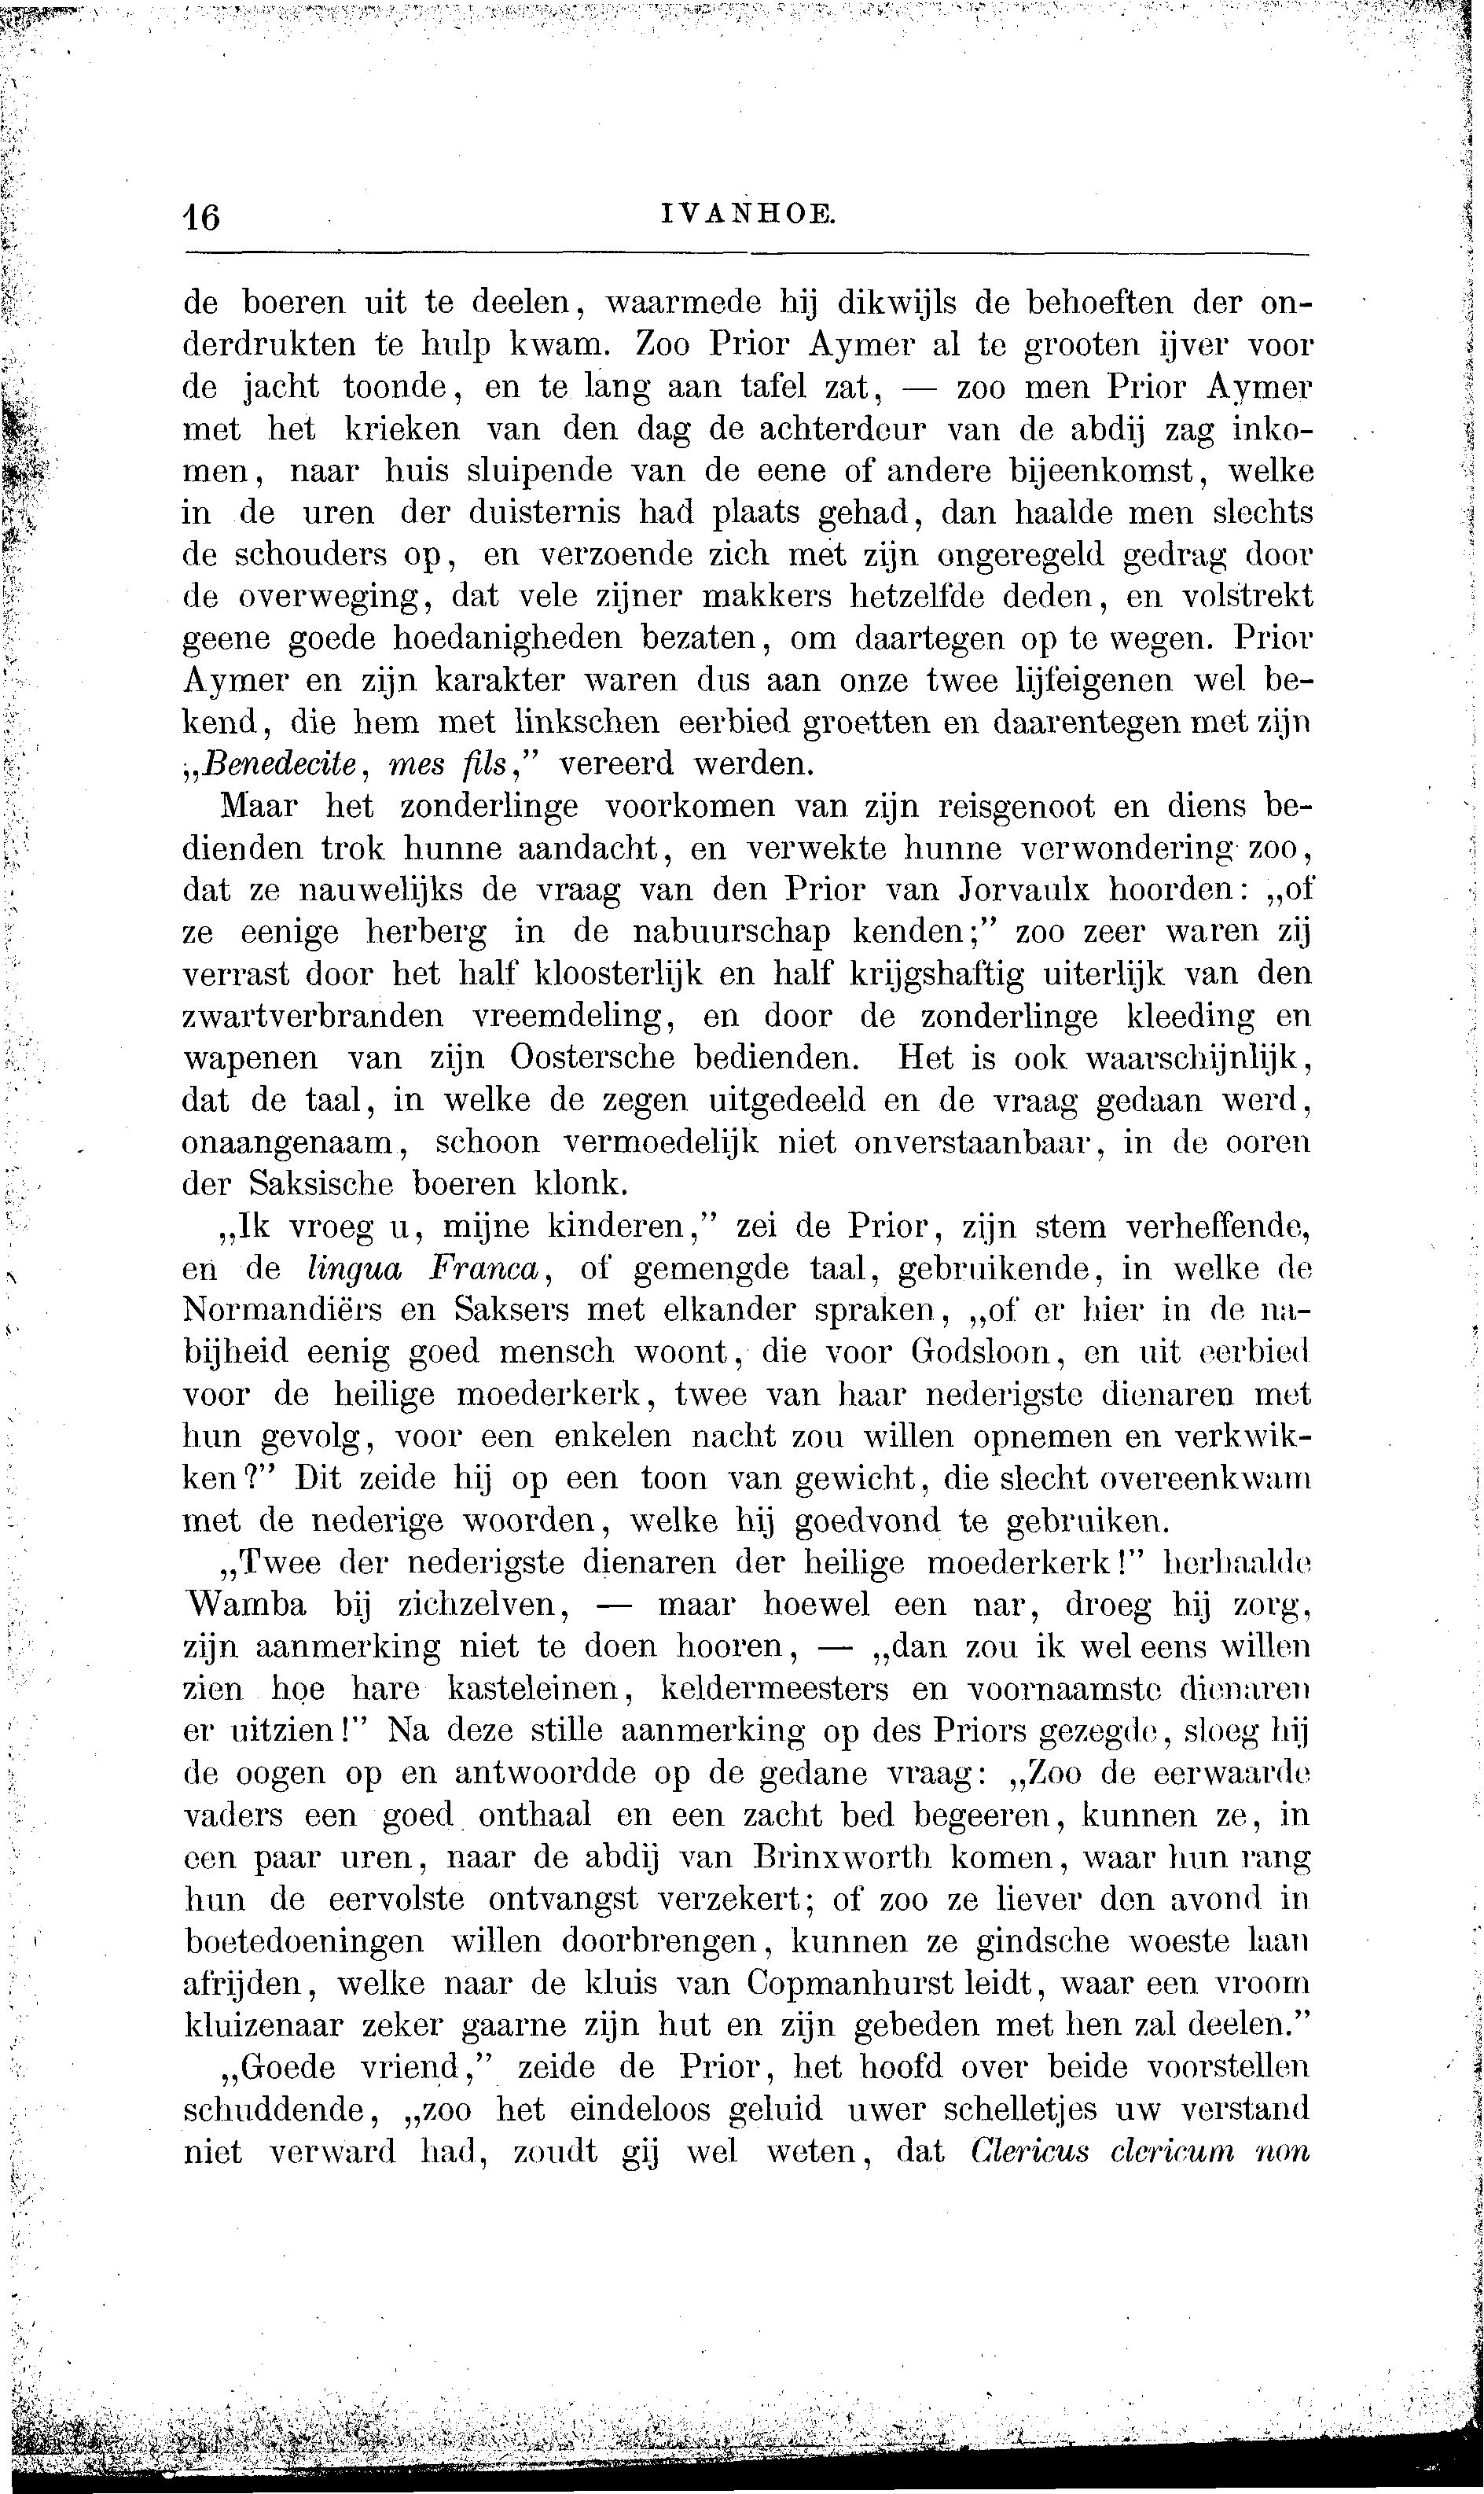 16 IVANHOE.
de boeren uit te deelen, waarmede hij dikwijls de behoeften der on-
derdrukten te hulp kwam. Zoo Prior Aymer al te grooten ijver voor
de jacht toonde, en te lang aan tafel zat, — zoo men Prior Aymer
met het krieken van den dag de achterdeur van de abdij zag inko-
men, naar huis sluipende van de eene of andere bijeenkomst, welke
in de uren der duisternis had plaats gehad, dan haalde men slechts
de schouders op, en verzoende zich met zijn ongeregeld gedrag door
de overweging, dat vele zijner makkers hetzelfde deden, en volstrekt
geene goede hoedanigheden bezaten, om daartegen op te wegen. Prior
Aymer en zijn karakter waren dus aan onze twee lijfeigenen wel be-
kend, die hem met linkschen eerbied groetten en daarentegen met zijn
„Benedecite, mes fils,” vereerd werden.
Maar het zonderlinge voorkomen van zijn reisgenoot en diens be-
dienden trok hunne aandacht, en verwekte hunne verwondering zoo,
dat ze nauwelijks de vraag van den Prior van Jorvaulx hoorden: „of
ze eenige herberg in de nabuurschap kenden;” zoo zeer waren zij
verrast door het half kloosterlijk en half krijgshaftig uiterlijk van den
zwartverbranden vreemdeling, en door de zonderlinge kleeding en
wapenen van zijn Oostersche bedienden. Het is ook waarschijnlijk,
dat de taal, in welke de zegen uitgedeeld en de vraag gedaan werd,
onaangenaam, schoon vermoedelijk niet onverstaanbaar, in de ooren
der Saksische boeren klonk.
„Ik vroeg u, mijne kinderen,” zei de Prior, zijn stem verheffende,
en de lingua Franca, of gemengde taal, gebruikende, in welke de
Normandiërs en Saksers met elkander spraken, „of er hier in de na-
bijheid eenig goed mensch woont, die voor Godsloon, en uit eerbied
voor de heilige moederkerk, twee van haar nederigste dienaren met
hun gevolg, voor een enkelen nacht zou willen opnemen en verkwik-
ken?” Dit zeide hij op een toon van gewicht, die slecht overeenkwam
met de nederige woorden, welke hij goedvond te gebruiken.
„Twee der nederigste dienaren der heilige moederkerk!” herhaalde
Wamba bij zichzelven, — maar hoewel een nar, droeg hij zorg,
zijn aanmerking niet te doen hooren, — „dan zou ik wel eens willen
zien hoe hare kasteleinen, keldermeesters en voornaamste dienaren
er uitzien!” Na deze stille aanmerking op des Priors gezegde, sloeg hij
de oogen op en antwoordde op de gedane vraag: „Zoo de eerwaarde
vaders een goed onthaal en een zacht bed begeeren, kunnen ze, in
een paar uren, naar de abdij van Brinxworth komen, waar hun rang
hun de eervolste ontvangst verzekert; of zoo ze liever den avond in
boetedoeningen willen doorbrengen, kunnen ze gindsche woeste laan
afrijden, welke naar de kluis van Copmanhurst leidt, waar een vroom
kluizenaar zeker gaarne zijn hut en zijn gebeden met hen zal deelen.”
„Goede vriend,” zeide de Prior, het hoofd over beide voorstellen
schuddende, „zoo het eindeloos geluid uwer schelletjes uw verstand
niet verward had, zoudt gij wel weten, dat Clericus clericum non